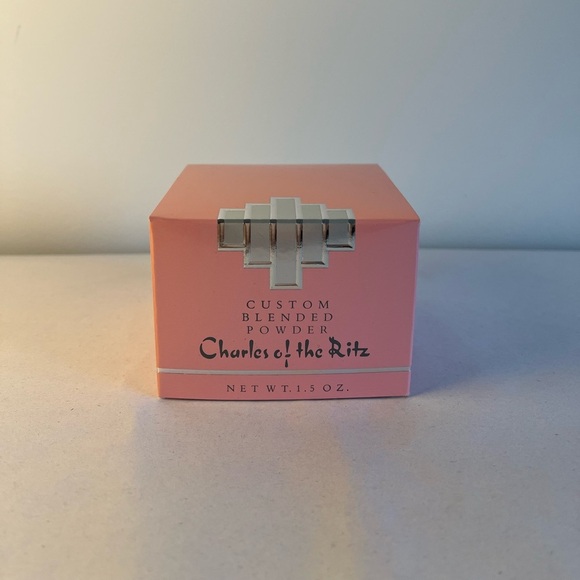 CUSTOM
BLENDED
POWDER
Charles of the Ritz
NET WT. 1.5 OZ.